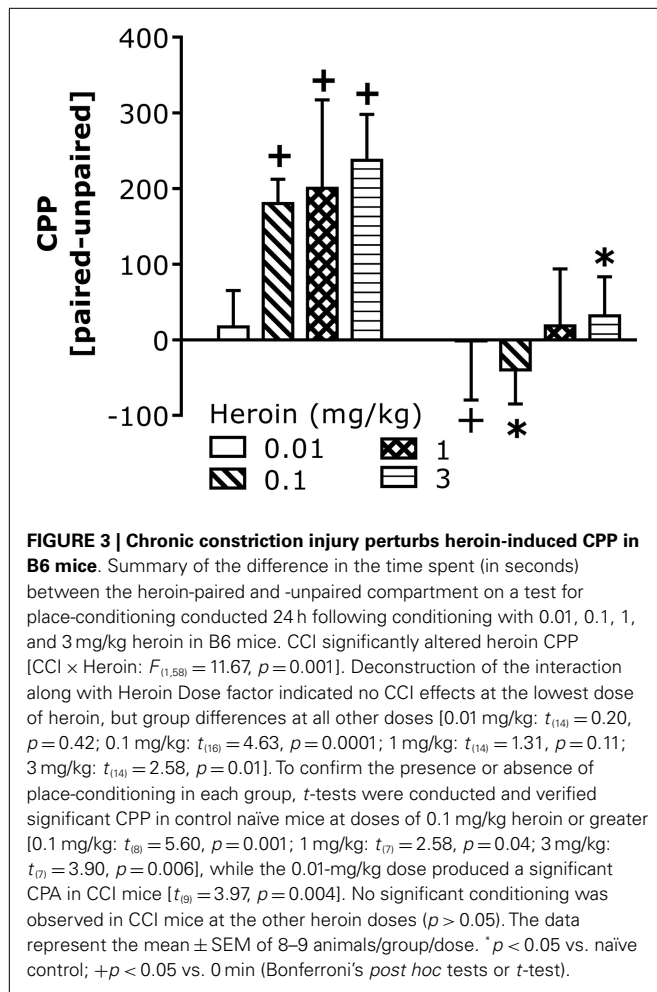 400
300
200
100
0
-100
CPP
[paired-unpaired]
+
+
+
*
+
*
Heroin (mg/kg)
0.01
1
0.1
3
FIGURE 3 | Chronic constriction injury perturbs heroin-induced CPP in
B6 mice. Summary of the difference in the time spent (in seconds)
between the heroin-paired and -unpaired compartment on a test for
place-conditioning conducted 24 h following conditioning with 0.01, 0.1, 1,
and 3 mg/kg heroin in B6 mice. CCI significantly altered heroin CPP
[CCI × Heroin: F(1,58) = 11.67, p = 0.001]. Deconstruction of the interaction
along with Heroin Dose factor indicated no CCI effects at the lowest dose
of heroin, but group differences at all other doses [0.01 mg/kg: t(14) = 0.20,
p = 0.42; 0.1 mg/kg: t(16) = 4.63, p = 0.0001; 1 mg/kg: t(14) = 1.31, p = 0.11;
3 mg/kg: t(14) = 2.58, p = 0.01]. To confirm the presence or absence of
place-conditioning in each group, t-tests were conducted and verified
significant CPP in control naïve mice at doses of 0.1 mg/kg heroin or greater
[0.1 mg/kg: t(8) = 5.60, p = 0.001; 1 mg/kg: t(7) = 2.58, p = 0.04; 3 mg/kg:
t(7) = 3.90, p = 0.006], while the 0.01-mg/kg dose produced a significant
CPA in CCI mice [t(9) = 3.97, p = 0.004]. No significant conditioning was
observed in CCI mice at the other heroin doses (p > 0.05). The data
represent the mean ± SEM of 8–9 animals/group/dose. *p < 0.05 vs. naïve
control; +p < 0.05 vs. 0 min (Bonferroni's post hoc tests or t-test).